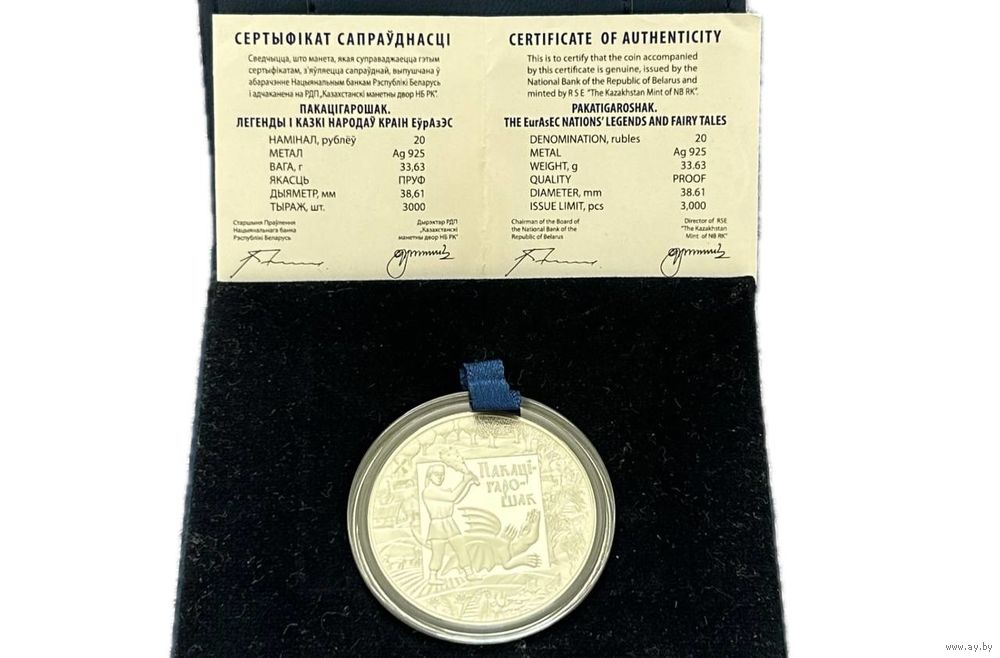 СЕРТЫФІКАТ САПРАЎДНАСЦІ
Сведчыцца, што манета, якая суправаджаецца гэтым
сертыфікатам, з'яўляецца сапраўднай, выпушчана ў
абарачэнне Нацыянальным банкам Рэспублікі Беларусь
і адчаканена на РДП „Казахстанскі манетны двор НБ РК".
ПАКАЦІГАРОШАК.
ЛЕГЕНДЫ І КАЗКІ НАРОДАЎ КРАІН ЕўрАзЭС
НАМІНАЛ, рублёў 20
МЕТАЛ Ag 925
ВАГА, г 33,63
ЯКАСЦЬ ПРУФ
ДЫЯМЕТР, мм 38,61
ТЫРАЖ, шт. 3000
Старшыня Праўлення
Нацыянальнага банка
Рэспублікі Беларусь
Дырэктар РДП
„Казахстанскі
манетны двор НБ РК"
CERTIFICATE OF AUTHENTICITY
This is to certify that the coin accompanied
by this certificate is genuine, issued by the
National Bank of the Republic of Belarus and
minted by R S E "The Kazakhstan Mint of NB RK".
PAKATIGAROSHAK.
THE EurAsEC NATIONS' LEGENDS AND FAIRY TALES
DENOMINATION, rubles 20
METAL Ag 925
WEIGHT, g 33.63
QUALITY PROOF
DIAMETER, mm 38.61
ISSUE LIMIT, pcs 3,000
Chairman of the Board of
the National Bank of the
Republic of Belarus
Director of RSE
"The Kazakhstan
Mint of NB RK"
Пакаці-
гаро-
шак
www.ay.by